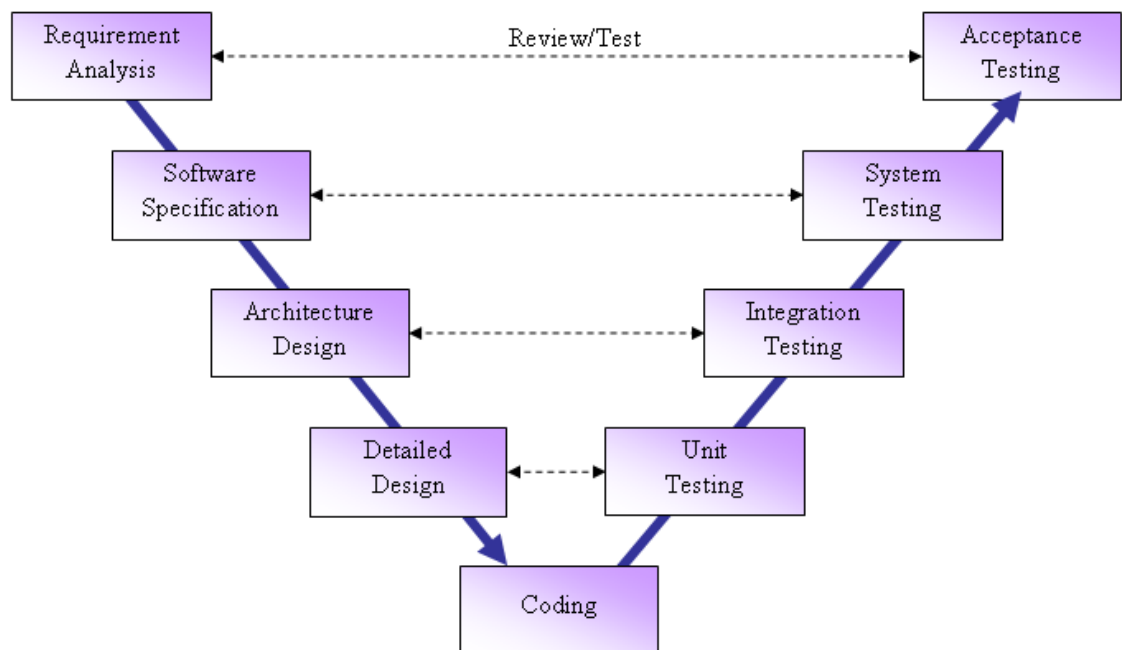 Requirement
Analysis
Review/Test
Acceptance
Testing
Software
Specification
System
Testing
Architecture
Design
Integration
Testing
Detailed
Design
Unit
Testing
Coding